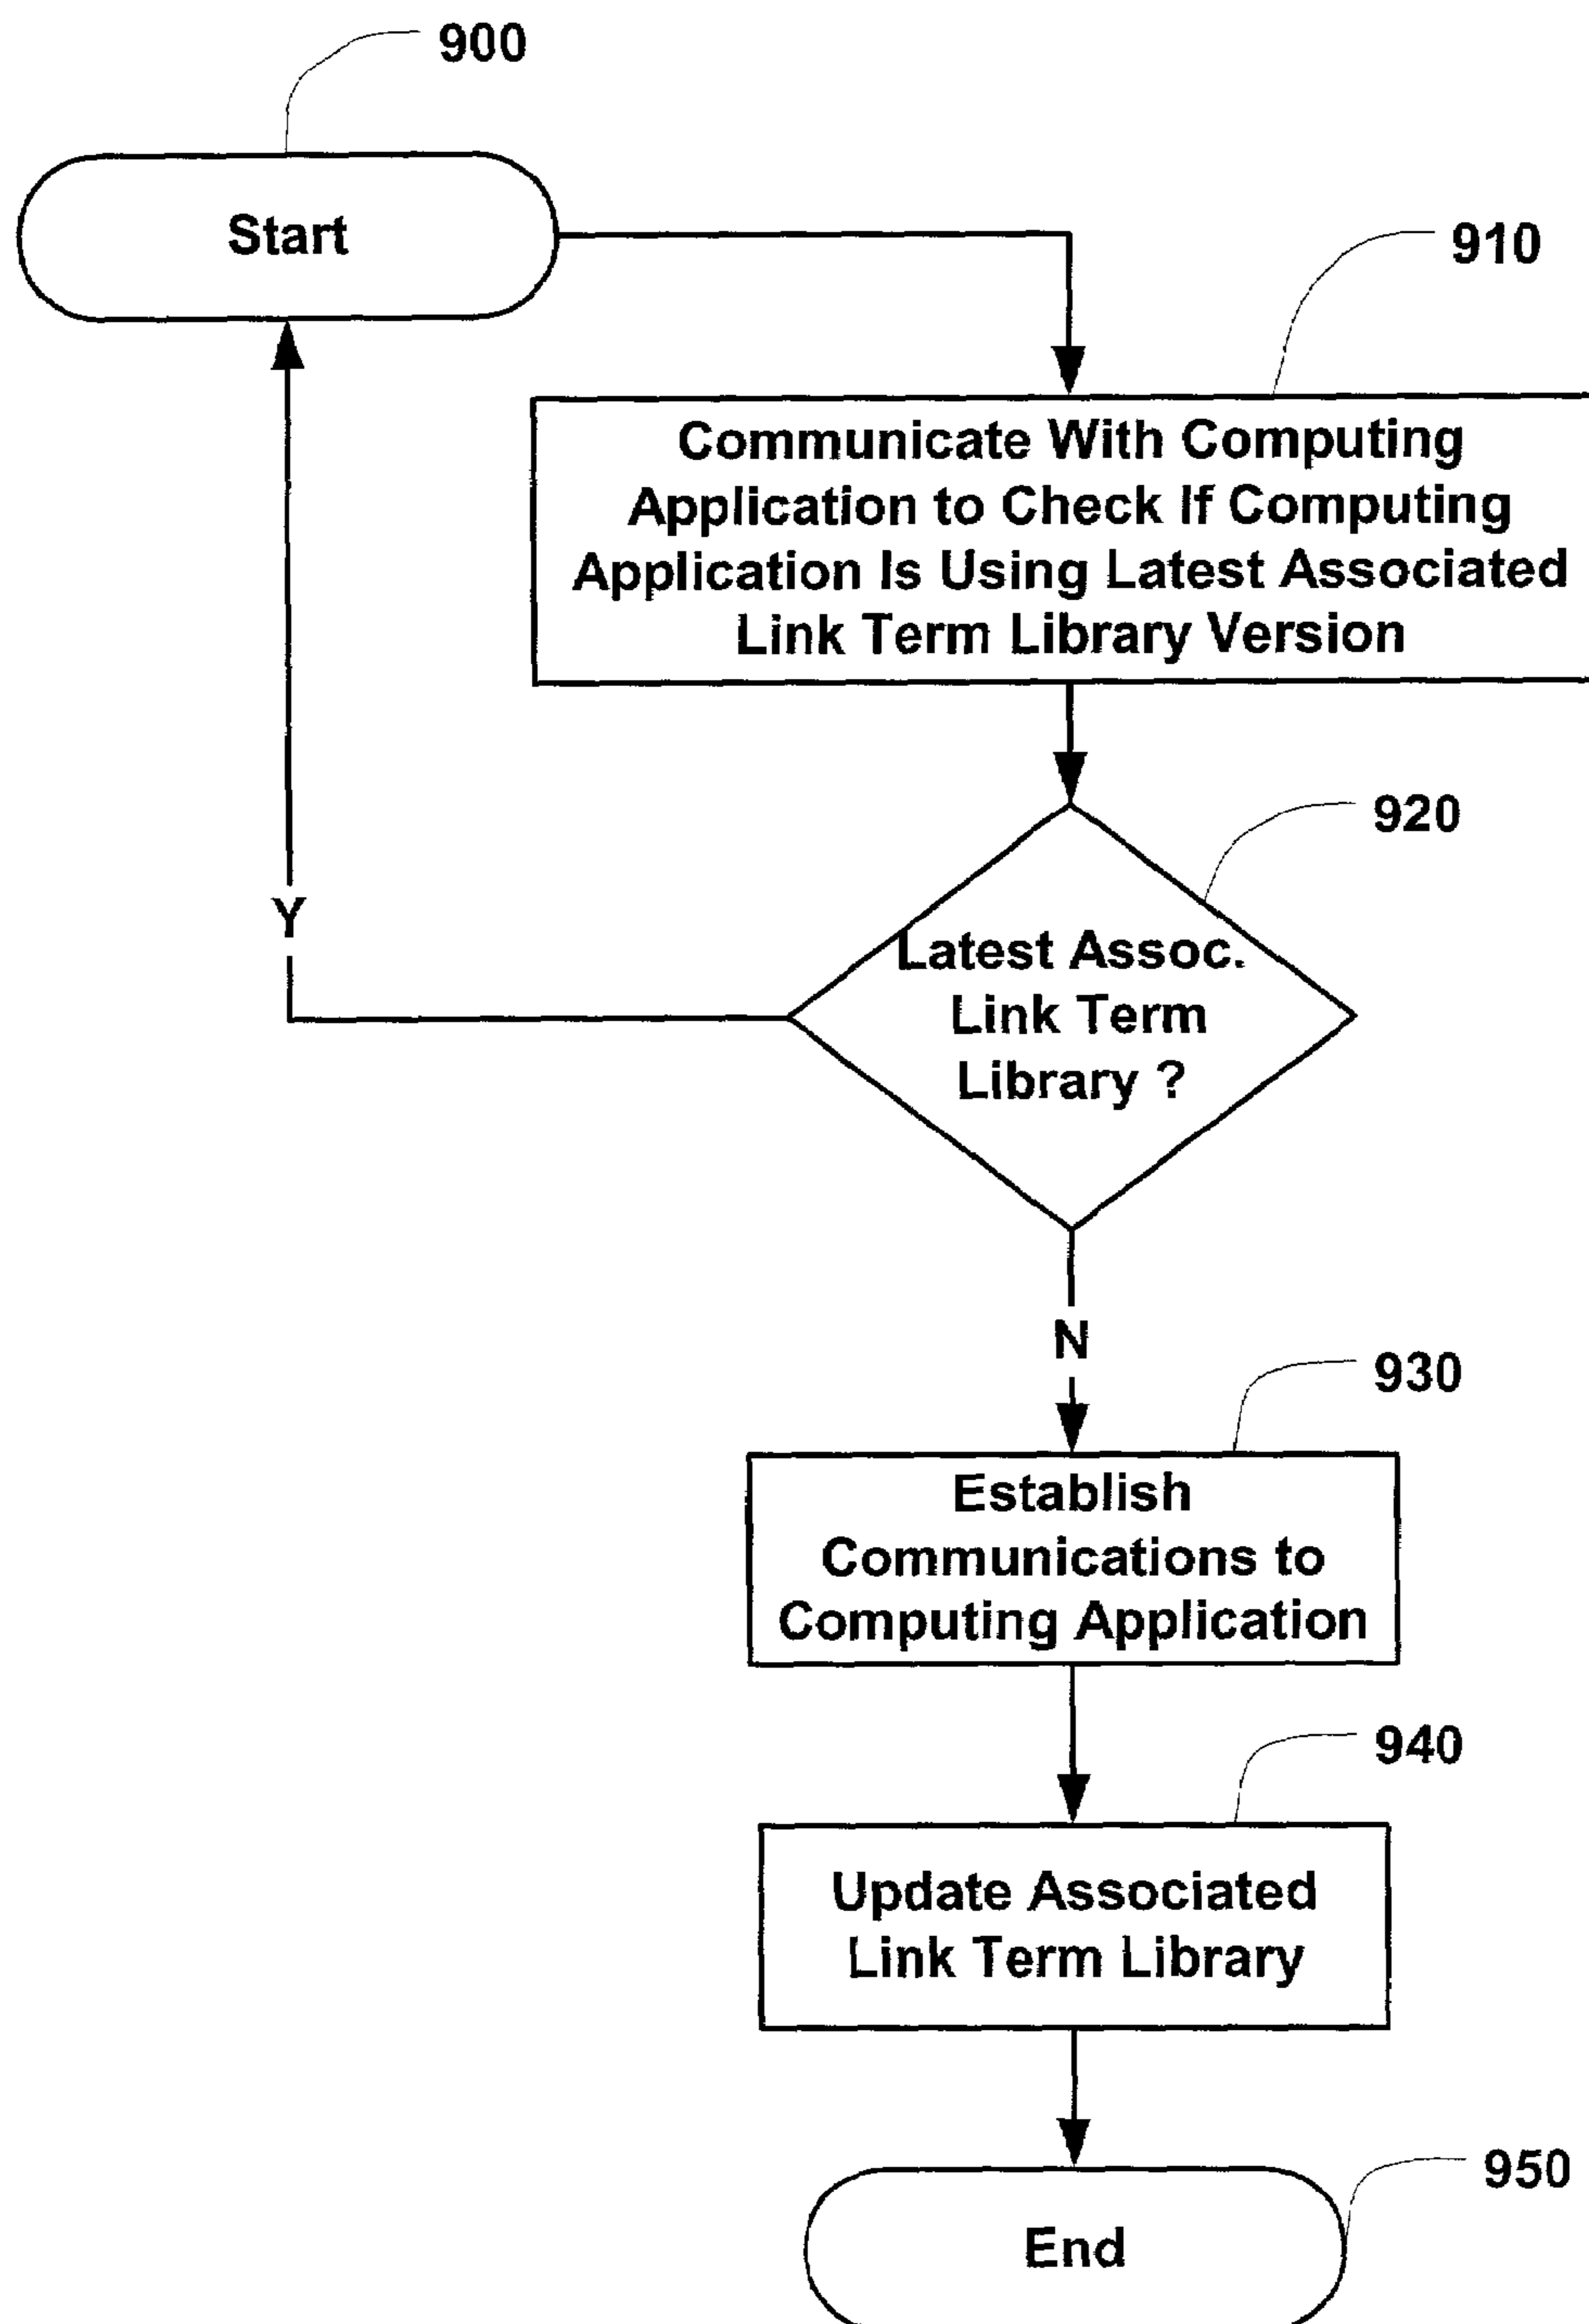 900
Start
910
Communicate With Computing
Application to Check If Computing
Application Is Using Latest Associated
Link Term Library Version
920
Latest Assoc.
Link Term
Library ?
Y
N
930
Establish
Communications to
Computing Application
940
Update Associated
Link Term Library
950
End